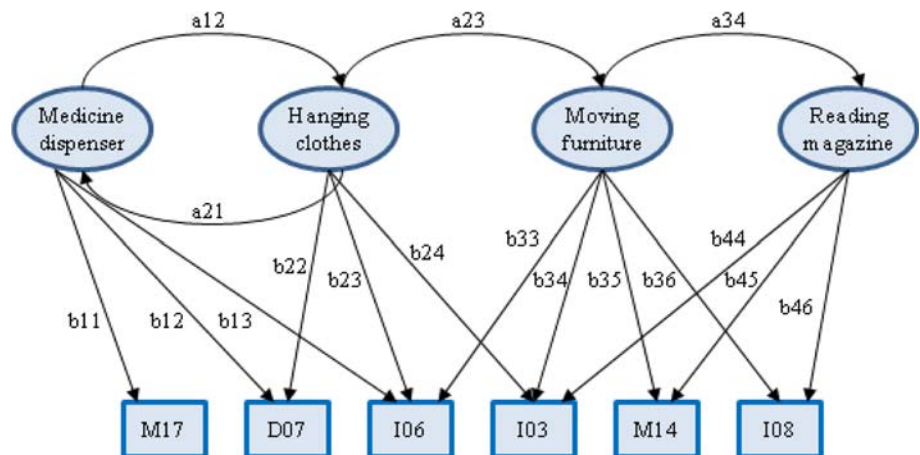 a12
a23
a34
Medicine
dispenser
Hanging
clothes
Moving
furniture
Reading
magazine
a21
b11
b12
b13
b22
b23
b24
b33
b34
b35
b36
b44
b45
b46
M17
D07
I06
I03
M14
I08